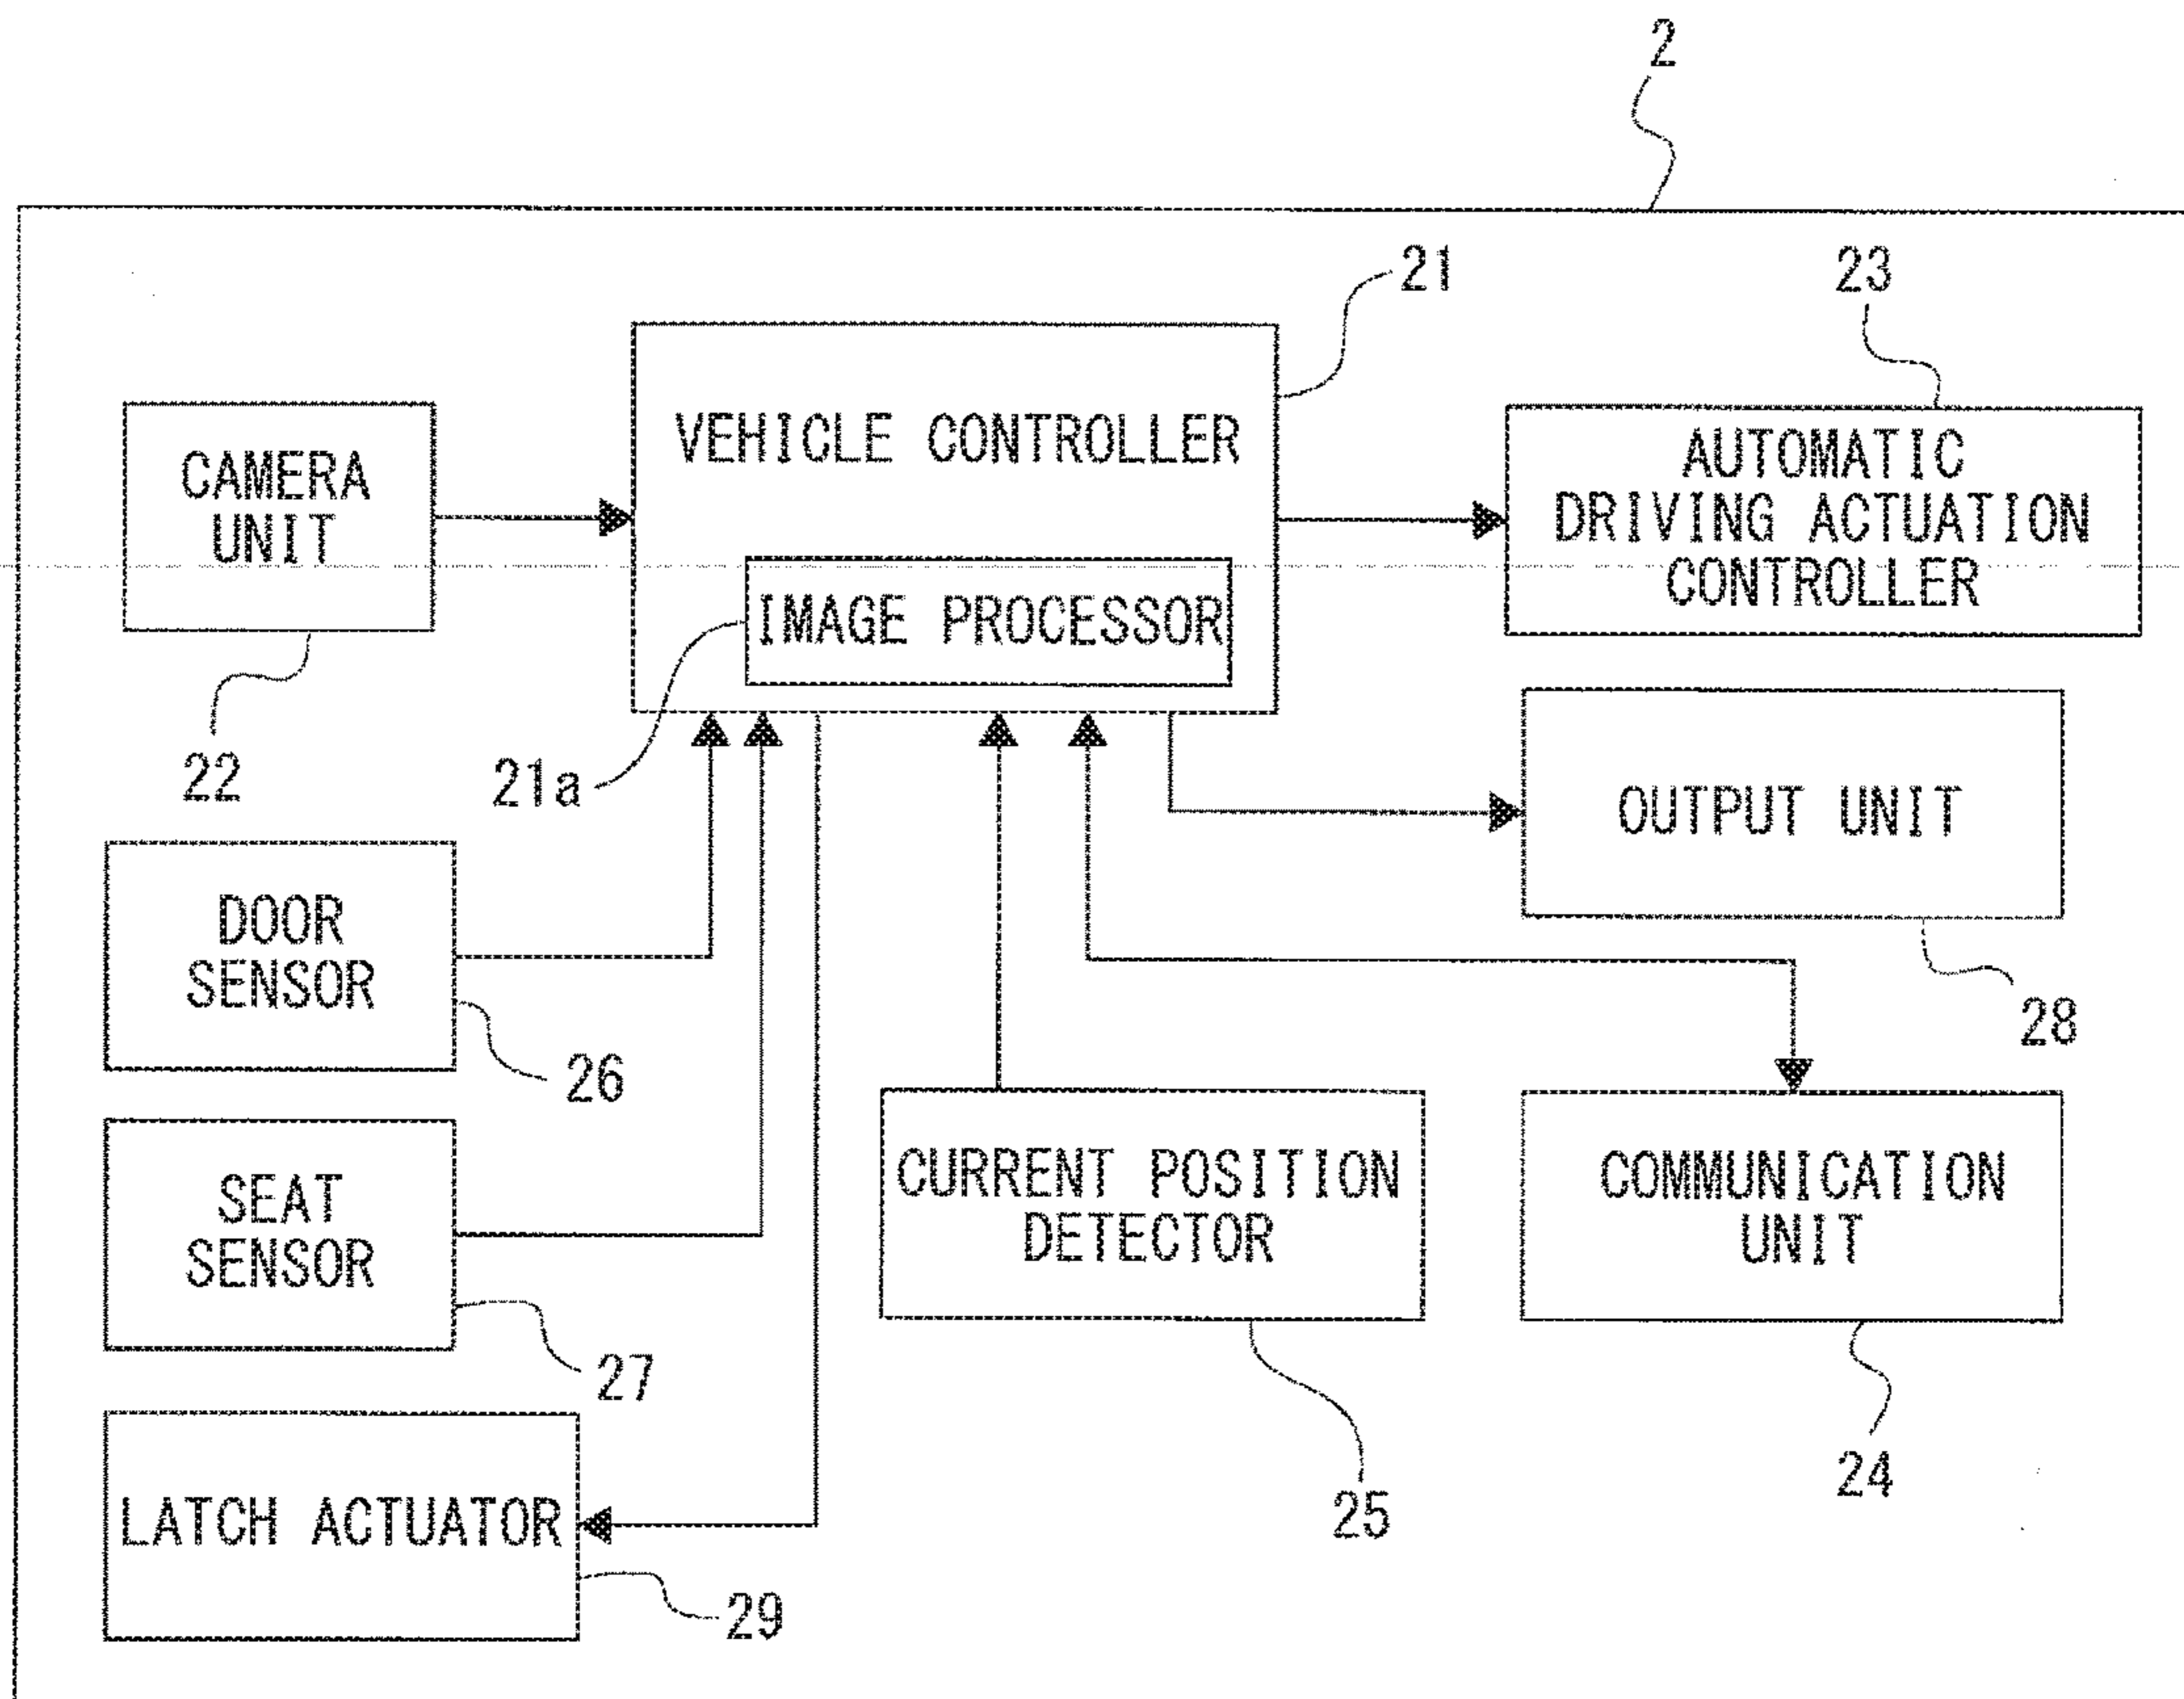 2
21
23
VEHICLE CONTROLLER
CAMERA
UNIT
AUTOMATIC
DRIVING ACTUATION
CONTROLLER
IMAGE PROCESSOR
22
21a
OUTPUT UNIT
DOOR
SENSOR
26
28
SEAT
SENSOR
CURRENT POSITION
DETECTOR
COMMUNICATION
UNIT
27
25
24
LATCH ACTUATOR
29